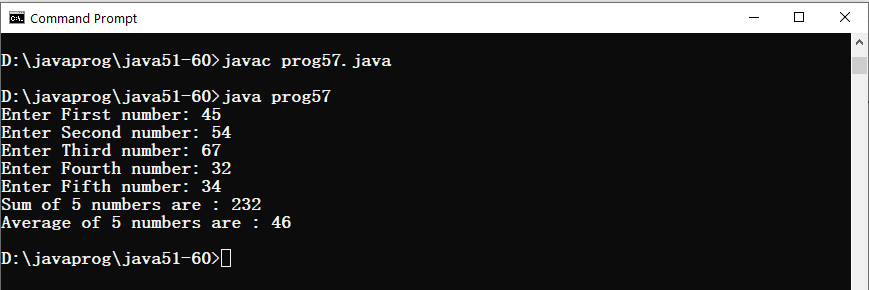 Command Prompt
D:\javaprog\java51-60>javac prog57.java
D:\javaprog\java51-60>java prog57
Enter First number: 45
Enter Second number: 54
Enter Third number: 67
Enter Fourth number: 32
Enter Fifth number: 34
Sum of 5 numbers are : 232
Average of 5 numbers are : 46
D:\javaprog\java51-60>